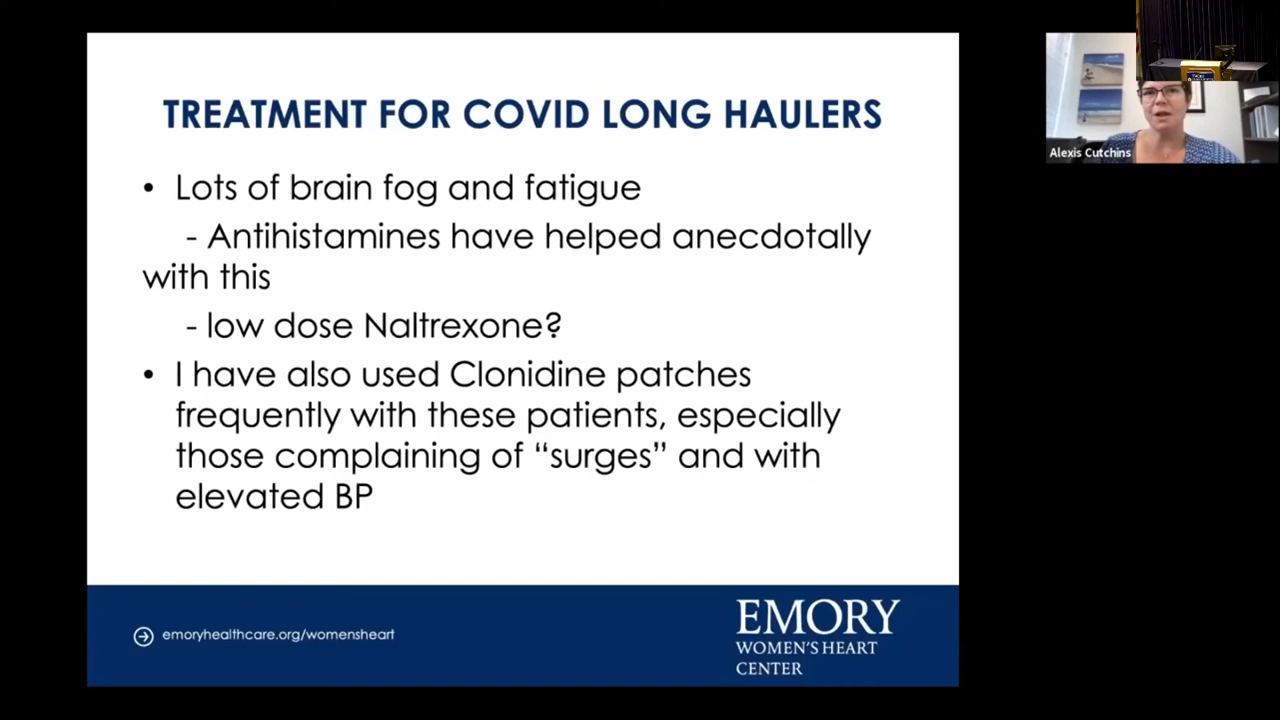 TREATMENT FOR COVID LONG HAULERS
• Lots of brain fog and fatigue
- Antihistamines have helped anecdotally
with this
- low dose Naltrexone?
• I have also used Clonidine patches
frequently with these patients, especially
those complaining of “surges” and with
elevated BP
emoryhealthcare.org/womensheart
EMORY
WOMEN'S HEART
CENTER
Alexis Cutchins